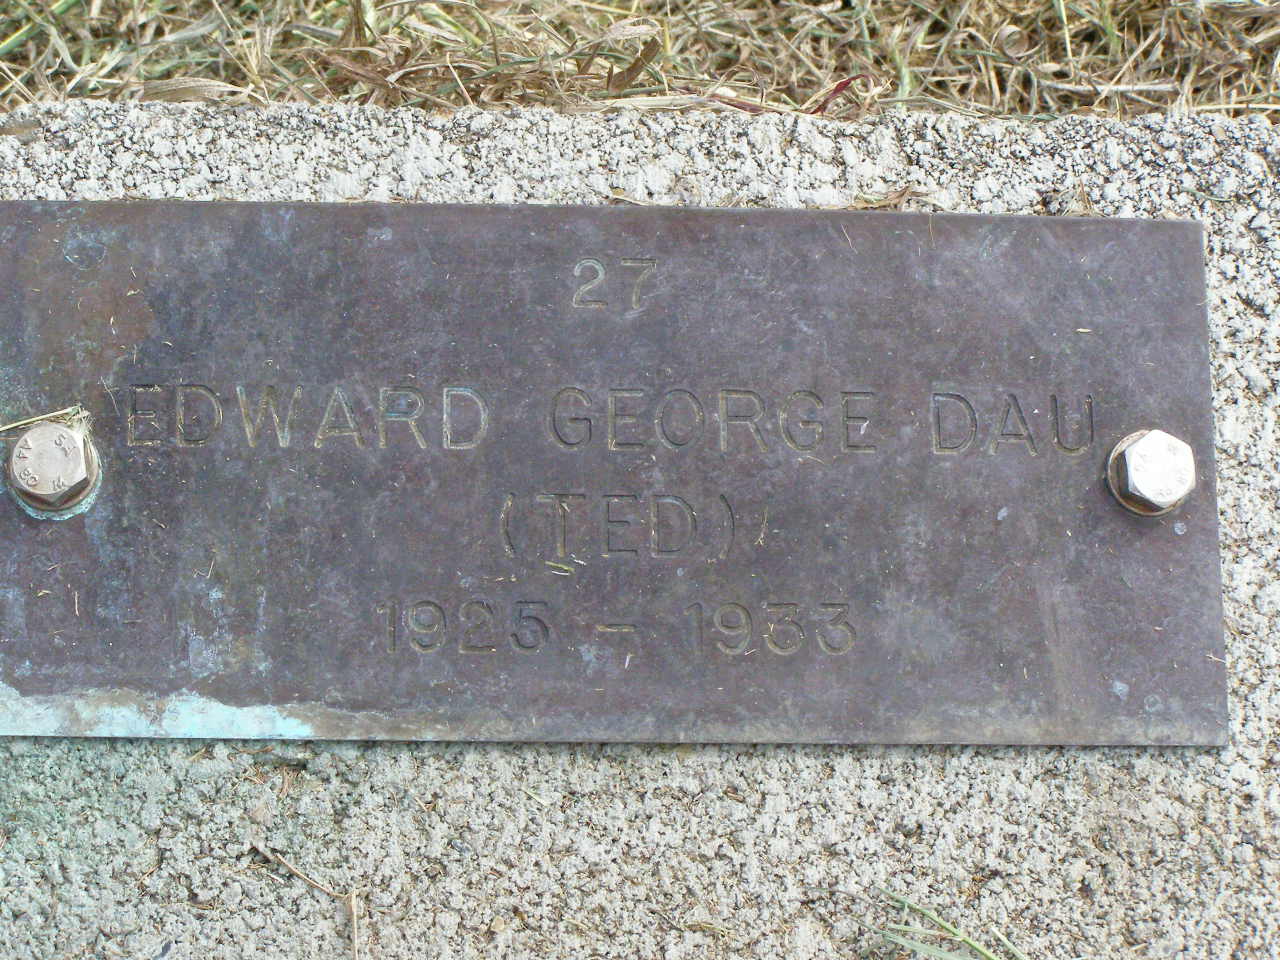 27
EDWARD GEORGE DAU
(TED)
1925 - 1933